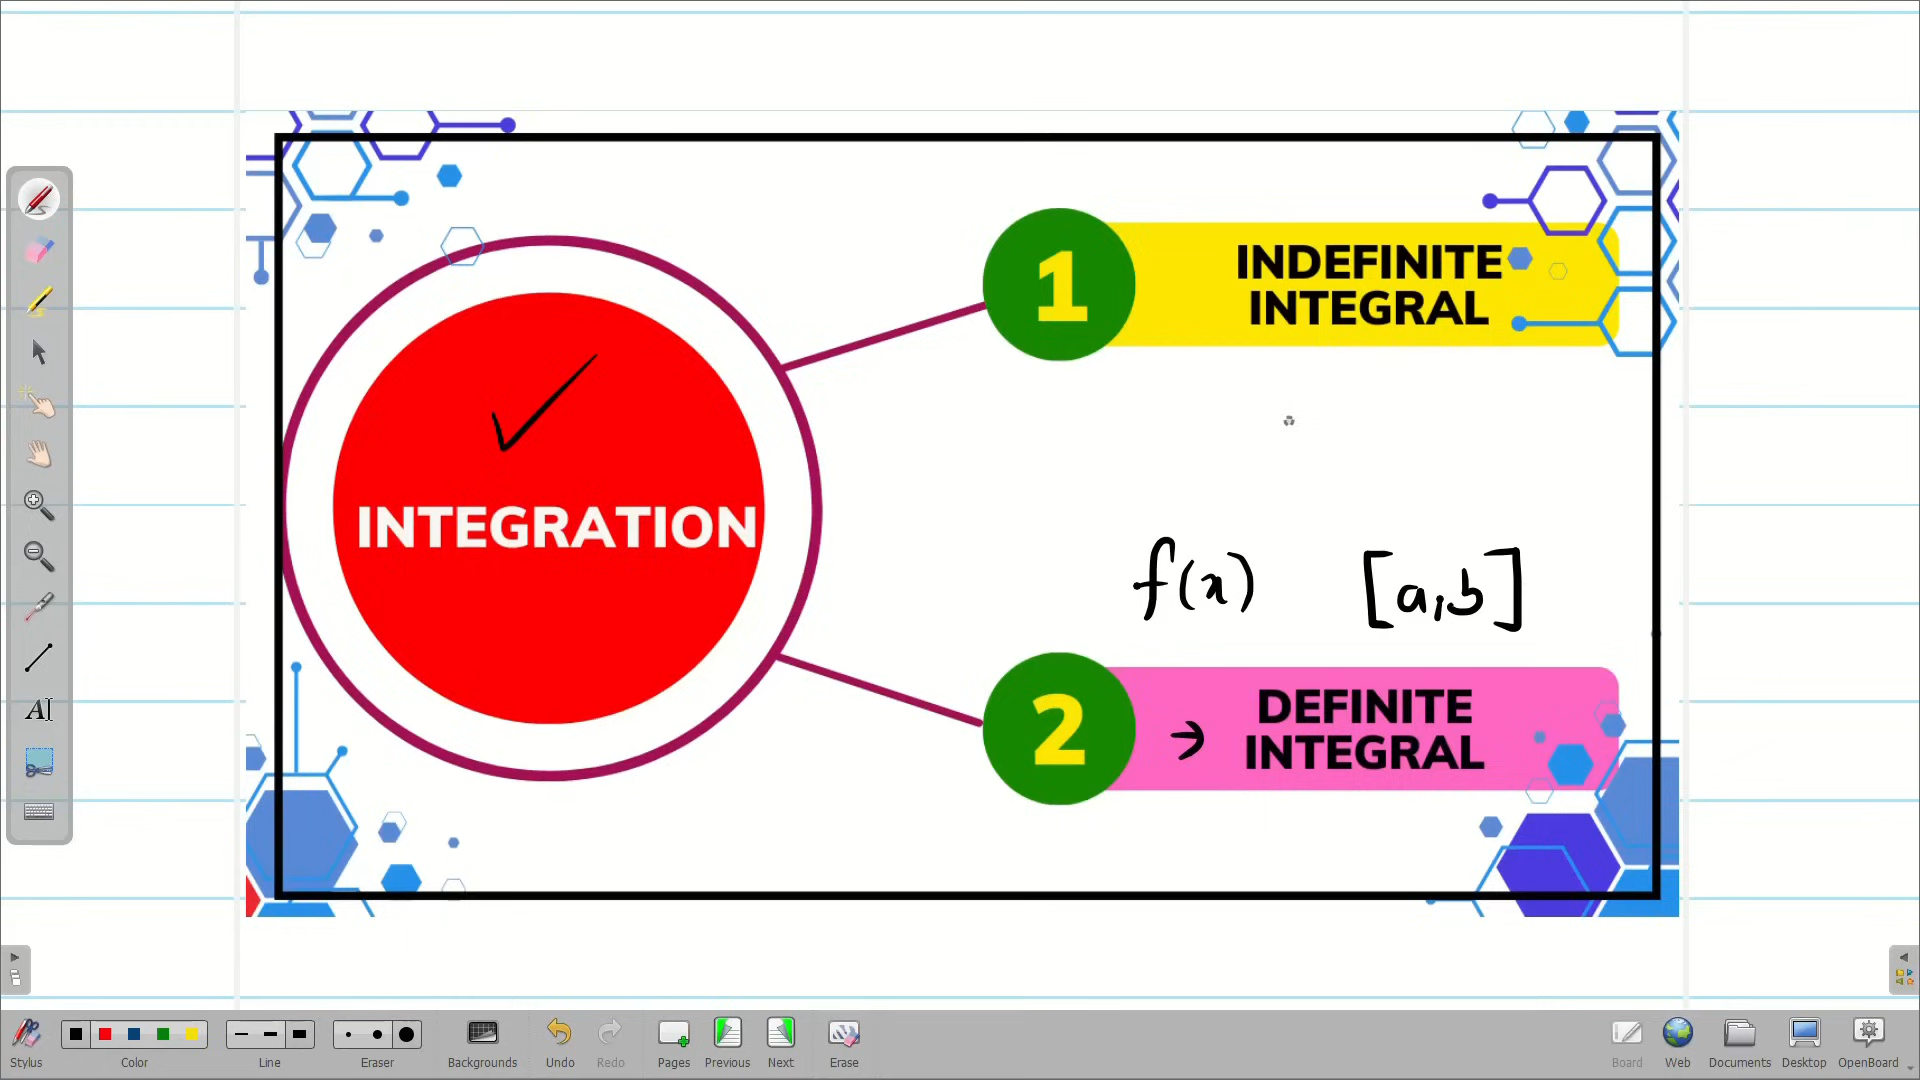 1
INDEFINITE
INTEGRAL
INTEGRATION
f(x) [a,b]
2
→ DEFINITE
INTEGRAL
A
Stylus
Color
Line
Eraser
Backgrounds
Undo
Redo
Pages
Previous
Next
Erase
Board
Web
Documents
Desktop
OpenBoard